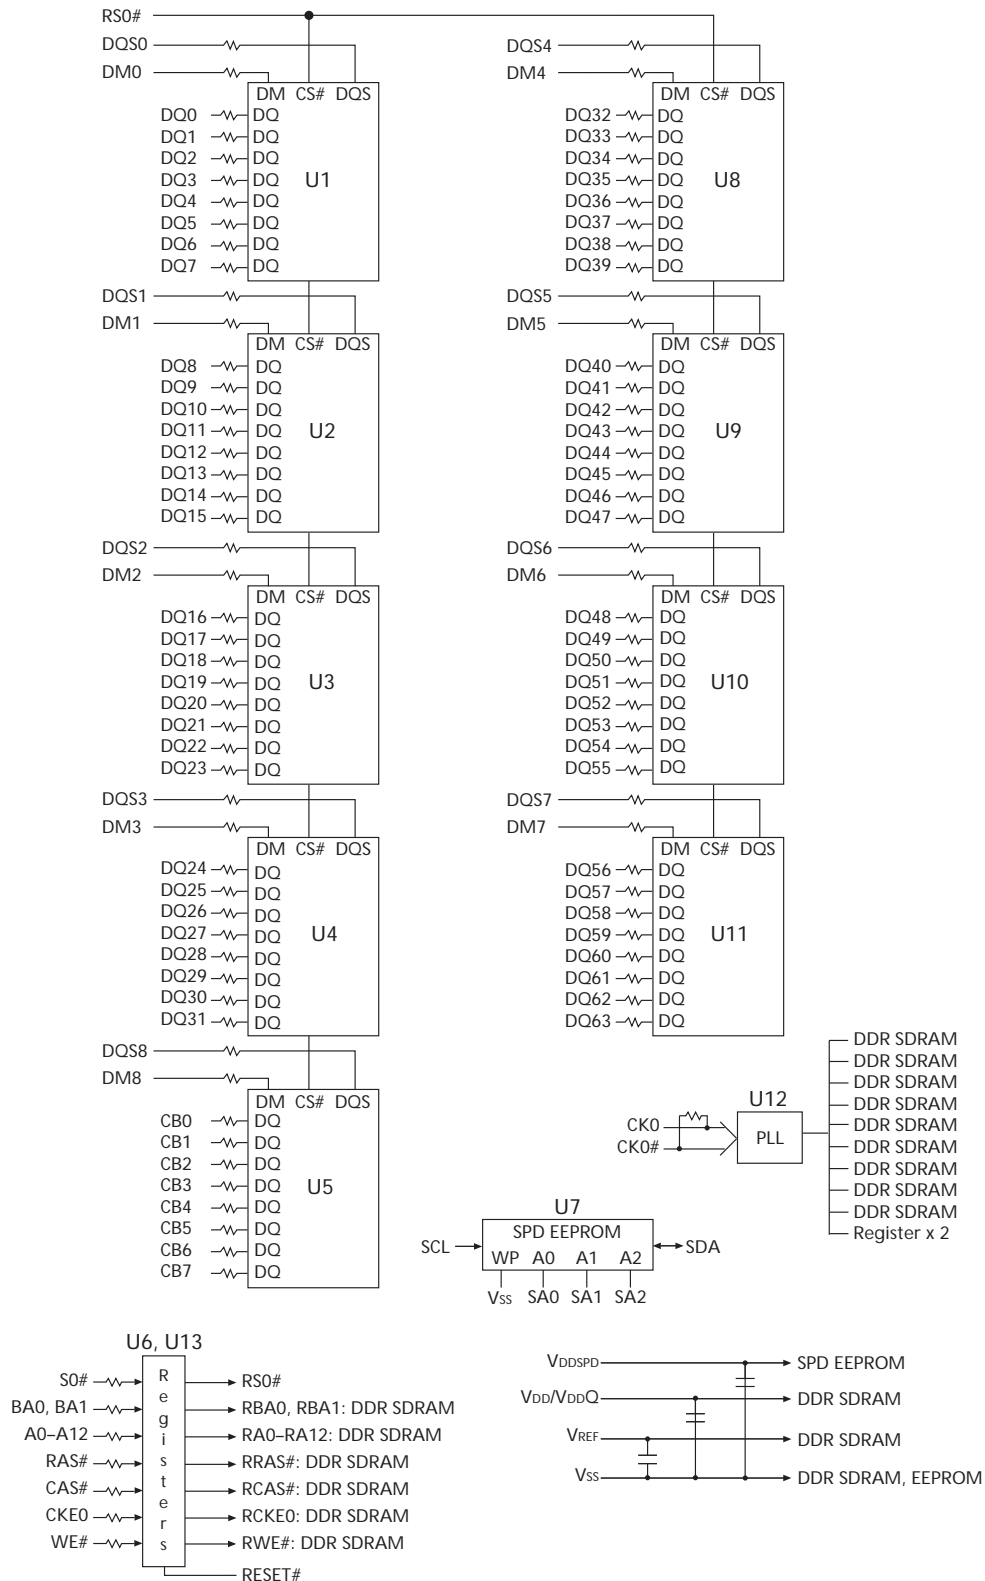 RS0#
DQS0
DM0
DM CS# DQS
DQ0 DQ
DQ1 DQ
DQ2 DQ
DQ3 DQ
DQ4 DQ
DQ5 DQ
DQ6 DQ
DQ7 DQ
U1
DQS1
DM1
DM CS# DQS
DQ8 DQ
DQ9 DQ
DQ10 DQ
DQ11 DQ
DQ12 DQ
DQ13 DQ
DQ14 DQ
DQ15 DQ
U2
DQS2
DM2
DM CS# DQS
DQ16 DQ
DQ17 DQ
DQ18 DQ
DQ19 DQ
DQ20 DQ
DQ21 DQ
DQ22 DQ
DQ23 DQ
U3
DQS3
DM3
DM CS# DQS
DQ24 DQ
DQ25 DQ
DQ26 DQ
DQ27 DQ
DQ28 DQ
DQ29 DQ
DQ30 DQ
DQ31 DQ
U4
DQS8
DM8
DM CS# DQS
CB0 DQ
CB1 DQ
CB2 DQ
CB3 DQ
CB4 DQ
CB5 DQ
CB6 DQ
CB7 DQ
U5
DQS4
DM4
DM CS# DQS
DQ32 DQ
DQ33 DQ
DQ34 DQ
DQ35 DQ
DQ36 DQ
DQ37 DQ
DQ38 DQ
DQ39 DQ
U8
DQS5
DM5
DM CS# DQS
DQ40 DQ
DQ41 DQ
DQ42 DQ
DQ43 DQ
DQ44 DQ
DQ45 DQ
DQ46 DQ
DQ47 DQ
U9
DQS6
DM6
DM CS# DQS
DQ48 DQ
DQ49 DQ
DQ50 DQ
DQ51 DQ
DQ52 DQ
DQ53 DQ
DQ54 DQ
DQ55 DQ
U10
DQS7
DM7
DM CS# DQS
DQ56 DQ
DQ57 DQ
DQ58 DQ
DQ59 DQ
DQ60 DQ
DQ61 DQ
DQ62 DQ
DQ63 DQ
U11
U12
CK0
CK0#
PLL
DDR SDRAM
DDR SDRAM
DDR SDRAM
DDR SDRAM
DDR SDRAM
DDR SDRAM
DDR SDRAM
DDR SDRAM
DDR SDRAM
Register x 2
U7
SPD EEPROM
SCL
SDA
WP A0 A1 A2
VSS SA0 SA1 SA2
U6, U13
Registers
S0# RS0#
BA0, BA1 RBA0, RBA1: DDR SDRAM
A0–A12 RA0–RA12: DDR SDRAM
RAS# RRAS#: DDR SDRAM
CAS# RCAS#: DDR SDRAM
CKE0 RCKE0: DDR SDRAM
WE# RWE#: DDR SDRAM
RESET#
VDDSPD SPD EEPROM
VDD/VDDQ DDR SDRAM
VREF DDR SDRAM
VSS DDR SDRAM, EEPROM